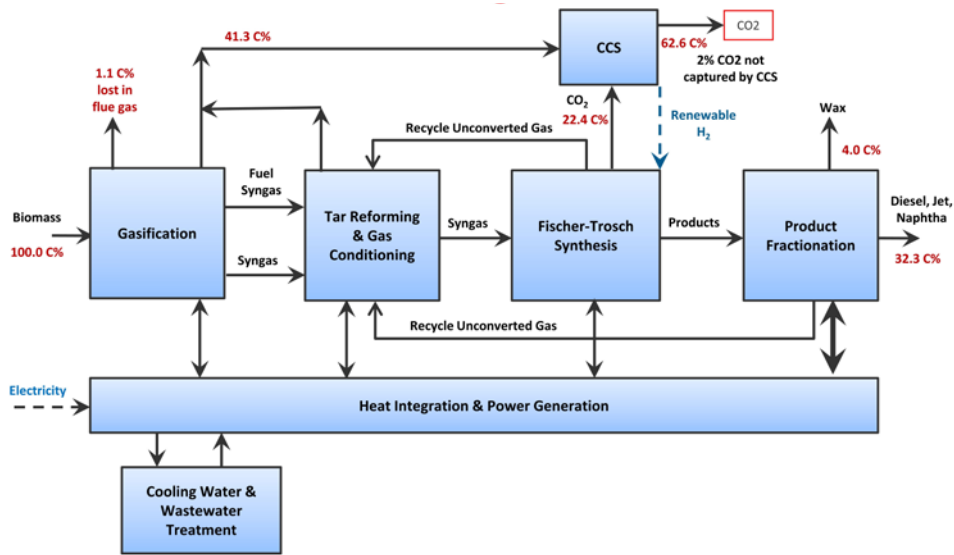 41.3 C%
CCS
62.6 C%
CO2
2% CO2 not
captured by CCS
1.1 C%
lost in
flue gas
CO₂
22.4 C%
Renewable
H₂
Wax
4.0 C%
Recycle Unconverted Gas
Biomass
100.0 C%
Gasification
Fuel
Syngas
Syngas
Tar Reforming
& Gas
Conditioning
Syngas
Fischer-Trosch
Synthesis
Products
Product
Fractionation
Diesel, Jet,
Naphtha
32.3 C%
Recycle Unconverted Gas
Electricity
Heat Integration & Power Generation
Cooling Water &
Wastewater
Treatment